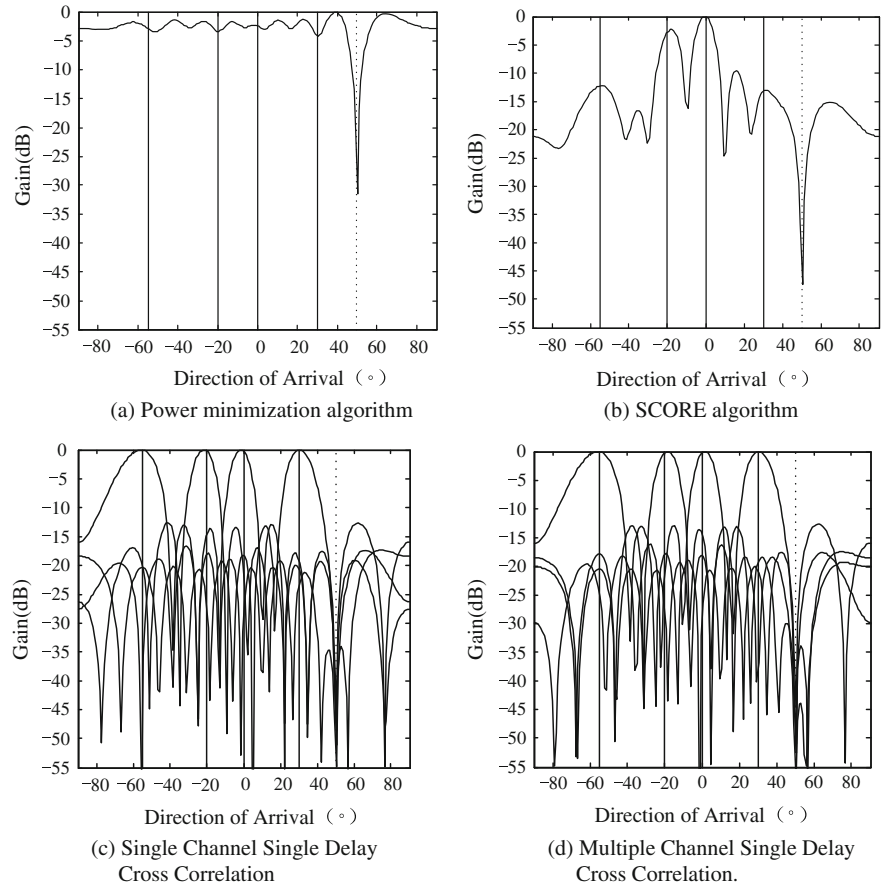 0
−5
−10
−15
−20
−25
−30
−35
−40
−45
−50
−55
Gain(dB)
−80 −60 −40 −20 0 20 40 60 80
Direction of Arrival (°)
(a) Power minimization algorithm
0
−5
−10
−15
−20
−25
−30
−35
−40
−45
−50
−55
Gain(dB)
−80 −60 −40 −20 0 20 40 60 80
Direction of Arrival (°)
(b) SCORE algorithm
0
−5
−10
−15
−20
−25
−30
−35
−40
−45
−50
−55
Gain(dB)
−80 −60 −40 −20 0 20 40 60 80
Direction of Arrival (°)
(c) Single Channel Single Delay
Cross Correlation
0
−5
−10
−15
−20
−25
−30
−35
−40
−45
−50
−55
Gain(dB)
−80 −60 −40 −20 0 20 40 60 80
Direction of Arrival (°)
(d) Multiple Channel Single Delay
Cross Correlation.